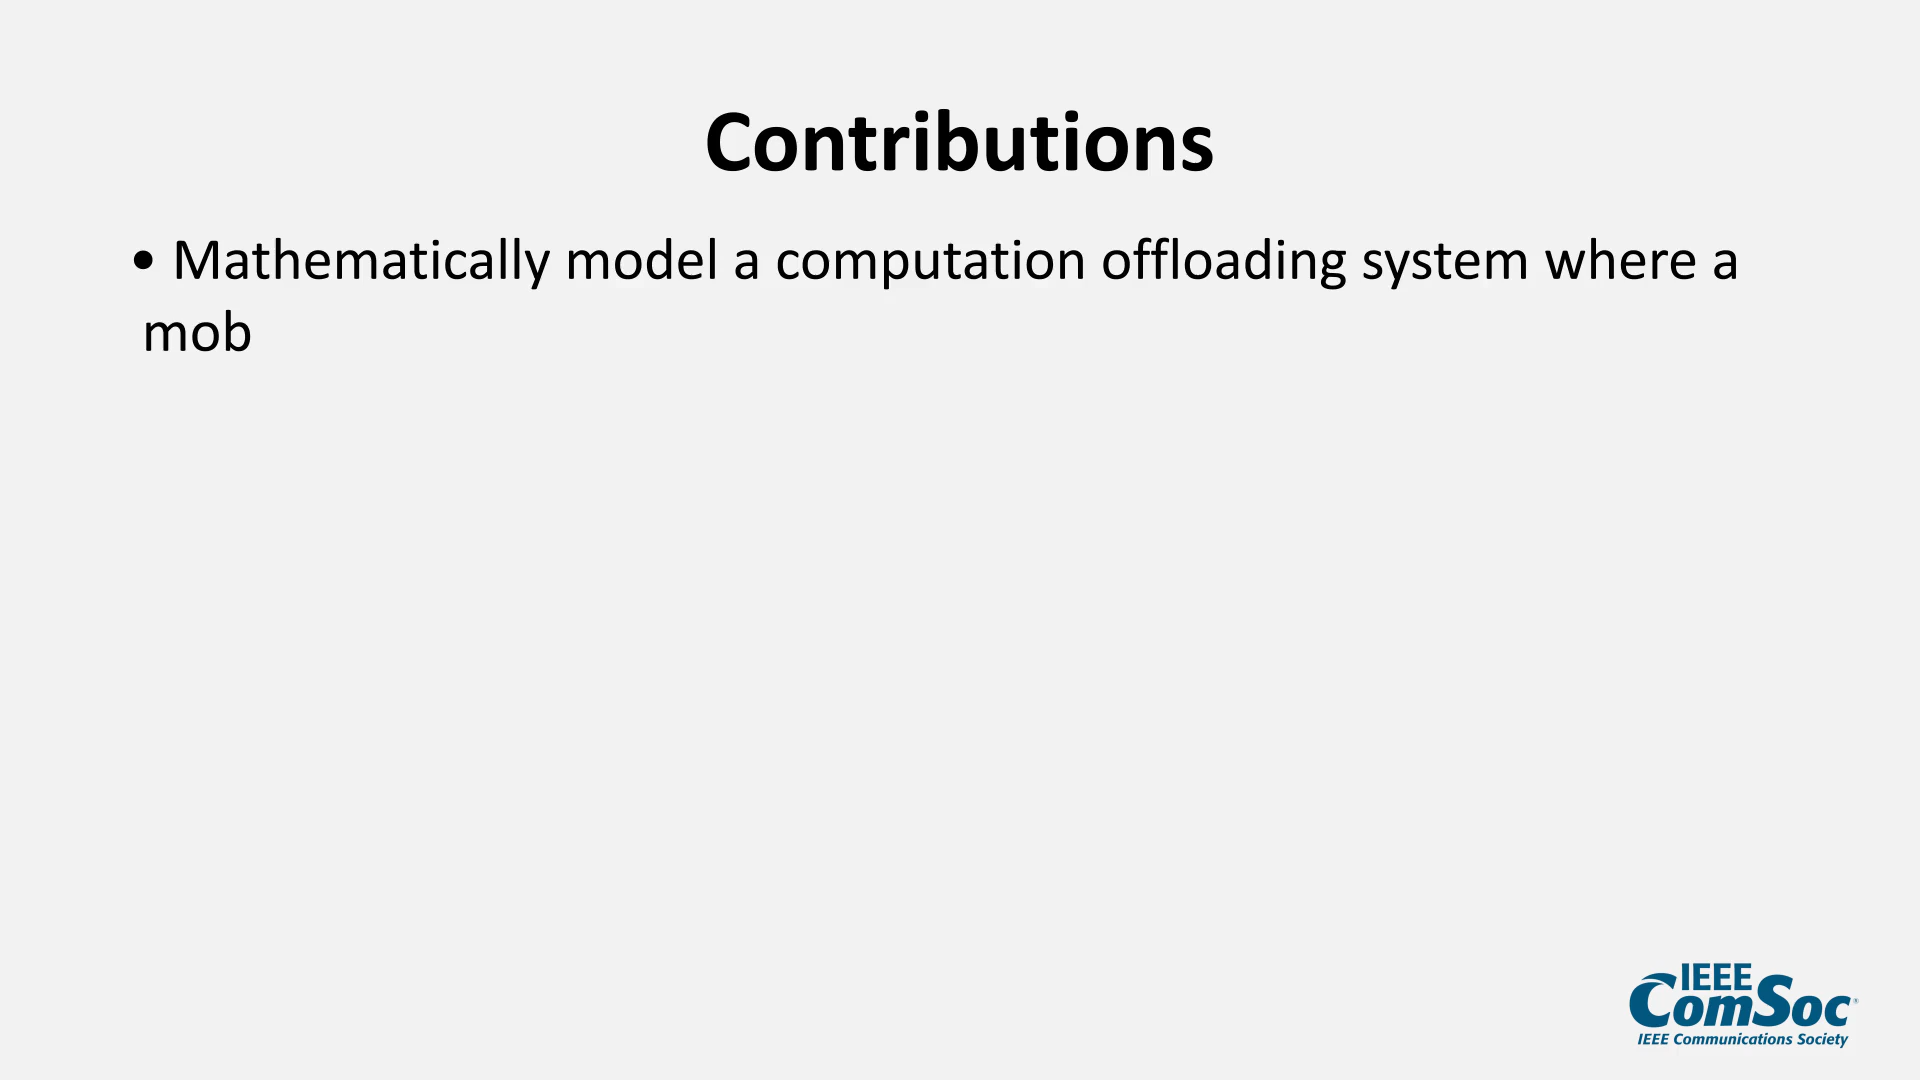 Contributions
• Mathematically model a computation offloading system where a
mob
IEEE
ComSoc®
IEEE Communications Society